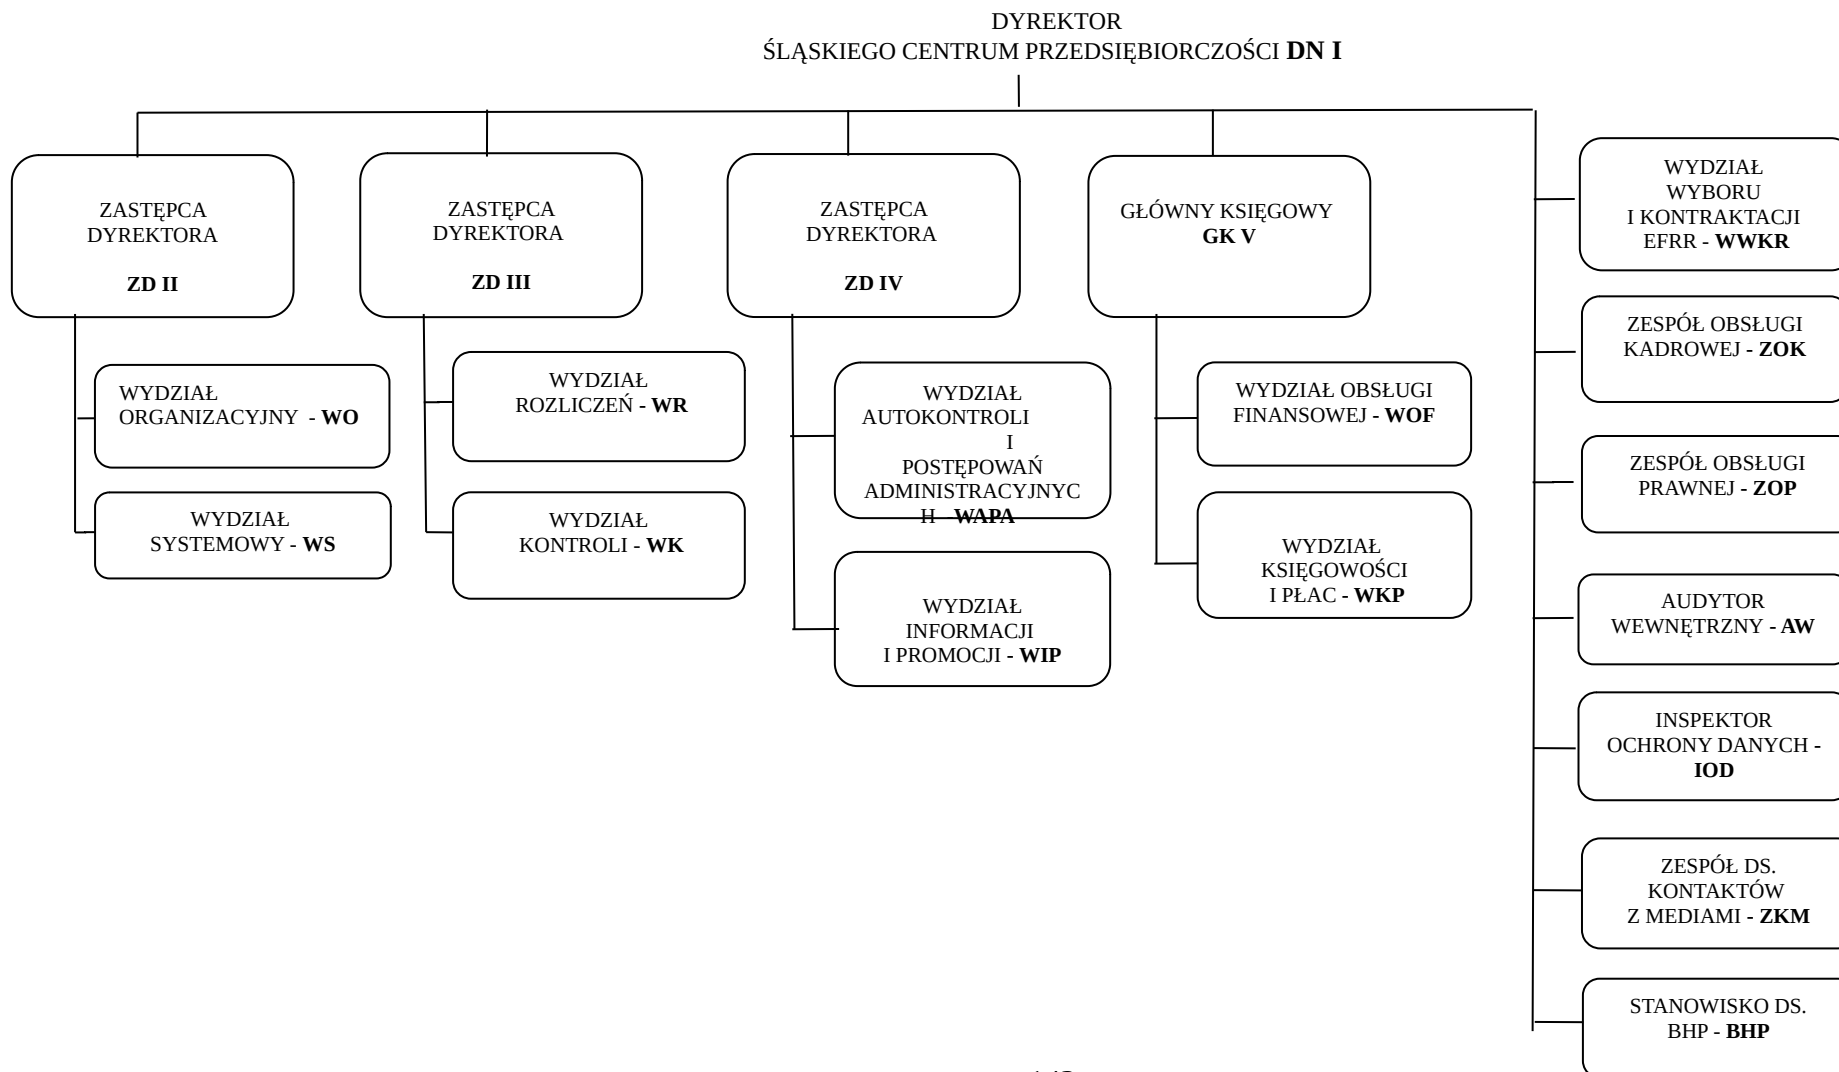 DYREKTOR
ŚLĄSKIEGO CENTRUM PRZEDSIĘBIORCZOŚCI DN I
ZASTĘPCA
DYREKTORA
ZD II
WYDZIAŁ
ORGANIZACYJNY - WO
WYDZIAŁ
SYSTEMOWY - WS
ZASTĘPCA
DYREKTORA
ZD III
WYDZIAŁ
ROZLICZEŃ - WR
WYDZIAŁ
KONTROLI - WK
ZASTĘPCA
DYREKTORA
ZD IV
WYDZIAŁ
AUTOKONTROLI
I
POSTĘPOWAŃ
ADMINISTRACYJNYC
H - WAPA
WYDZIAŁ
INFORMACJI
I PROMOCJI - WIP
GŁÓWNY KSIĘGOWY
GK V
WYDZIAŁ OBSŁUGI
FINANSOWEJ - WOF
WYDZIAŁ
KSIĘGOWOŚCI
I PŁAC - WKP
WYDZIAŁ
WYBORU
I KONTRAKTACJI
EFRR - WWKR
ZESPÓŁ OBSŁUGI
KADROWEJ - ZOK
ZESPÓŁ OBSŁUGI
PRAWNEJ - ZOP
AUDYTOR
WEWNĘTRZNY - AW
INSPEKTOR
OCHRONY DANYCH -
IOD
ZESPÓŁ DS.
KONTAKTÓW
Z MEDIAMI - ZKM
STANOWISKO DS.
BHP - BHP